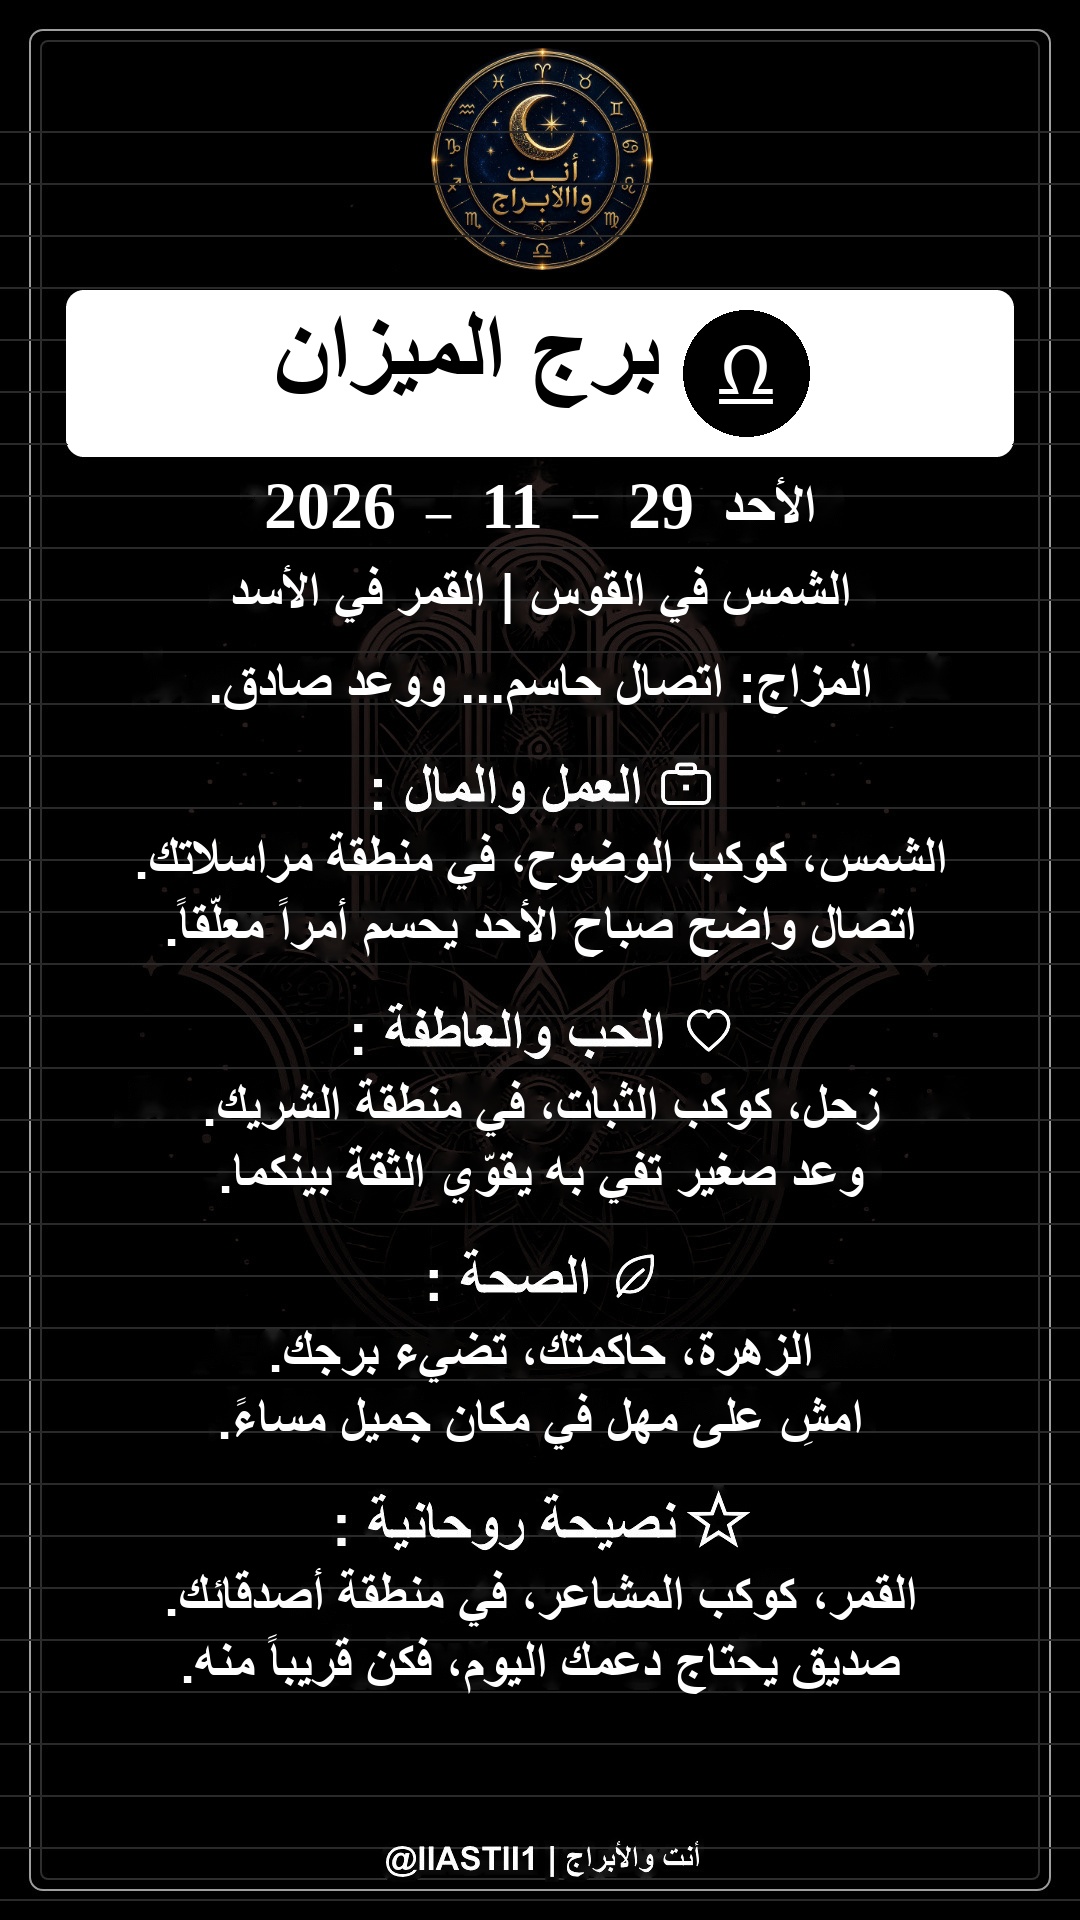 أنت
واالأبراج
برج الميزان
الأحد 29 – 11 – 2026
الشمس في القوس | القمر في الأسد
المزاج: اتصال حاسم... ووعد صادق.
العمل والمال :
الشمس، كوكب الوضوح، في منطقة مراسلاتك.
اتصال واضح صباح الأحد يحسم أمراً معلّقاً.
الحب والعاطفة :
زحل، كوكب الثبات، في منطقة الشريك.
وعد صغير تفي به يقوّي الثقة بينكما.
الصحة :
الزهرة، حاكمتك، تضيء برجك.
امشِ على مهل في مكان جميل مساءً.
نصيحة روحانية :
القمر، كوكب المشاعر، في منطقة أصدقائك.
صديق يحتاج دعمك اليوم، فكن قريباً منه.
أنت والأبراج | @IIASTII1